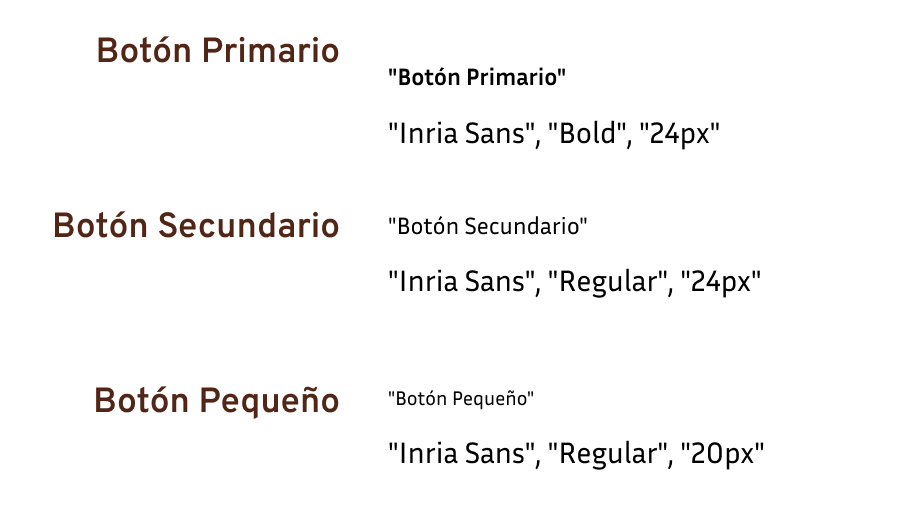 Botón Primario
"Botón Primario"
"Inria Sans", "Bold", "24px"
Botón Secundario
"Botón Secundario"
"Inria Sans", "Regular", "24px"
Botón Pequeño
"Botón Pequeño"
"Inria Sans", "Regular", "20px"